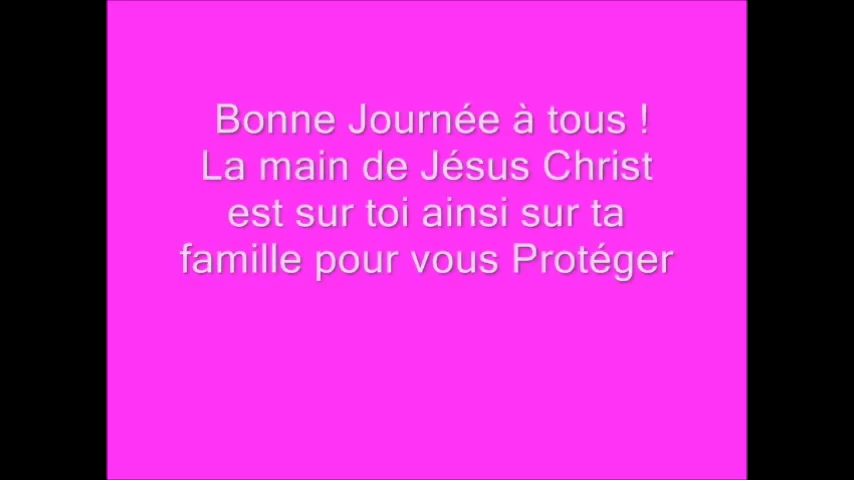 Bonne Journée à tous !
La main de Jésus Christ
est sur toi ainsi sur ta
famille pour vous Protéger